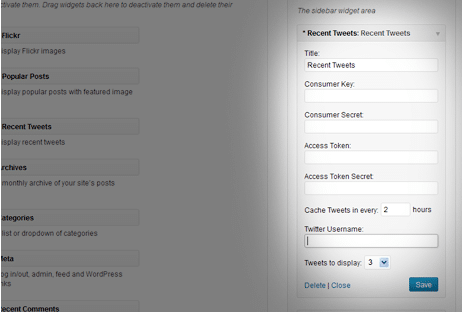 ctivate them. Drag widgets back here to deactivate them and delete their
Flickr
isplay Flickr images
Popular Posts
isplay popular posts with featured image
Recent Tweets
isplay recent tweets
rchives
monthly archive of your site's posts
ategories
list or dropdown of categories
Meta
og in/out, admin, feed and WordPress
nks
ecent Comments
The sidebar widget area
* Recent Tweets: Recent Tweets
Title:
Recent Tweets
Consumer Key:
Consumer Secret:
Access Token:
Access Token Secret:
Cache Tweets in every: 2 hours
Twitter Username:
Tweets to display: 3
Delete | Close Save